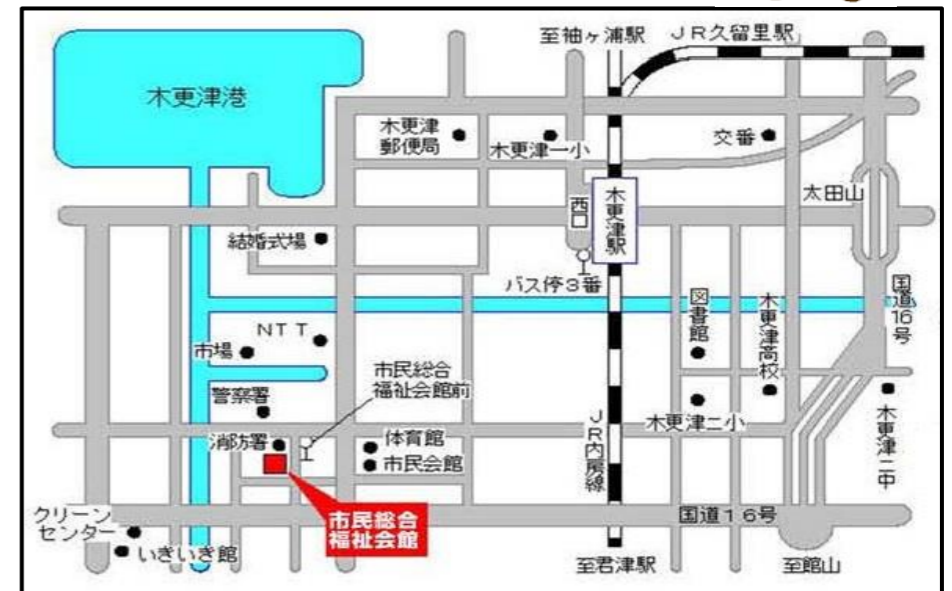 至袖ヶ浦駅
JR久留里駅
木更津港
木更津
郵便局
木更津一小
交番
太田山
西口
木更津駅
結婚式場
バス停3番
国道16号
図書館
木更津高校
NTT
市場
市民総合
福祉会館前
警察署
消防署
体育館
市民会館
JR内房線
木更津二小
木更津二中
クリーン
センター
いきいき館
市民総合
福祉会館
国道16号
至君津駅
至館山